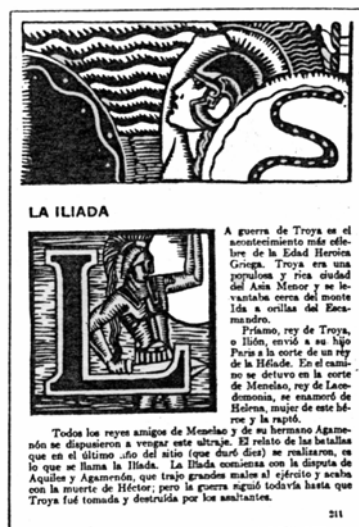 LA ILIADA
L
A guerra de Troya es el
acontecimiento más céle-
bre de la Edad Heroica
Griega. Troya era una
populosa y rica ciudad
del Asia Menor y se le-
vantaba cerca del monte
Ida a orillas del Esca-
mandro.
Príamo, rey de Troya,
o Ilión, envió a su hijo
Paris a la corte de un rey
de la Hélade. En el cami-
no se detuvo en la corte
de Menelao, rey de Lace-
demonia, se enamoró de
Helena, mujer de este hé-
roe y la raptó.
Todos los reyes amigos de Menelao y de su hermano Agame-
nón se dispusieron a vengar este ultraje. El relato de las batallas
que en el último año del sitio (que duró diez) se realizaron, es
lo que se llama la Ilíada. La Ilíada comienza con la disputa de
Aquiles y Agamenón, que trajo grandes males al ejército y acaba
con la muerte de Héctor; pero la guerra siguió todavía hasta que
Troya fué tomada y destruída por los asaltantes.
211